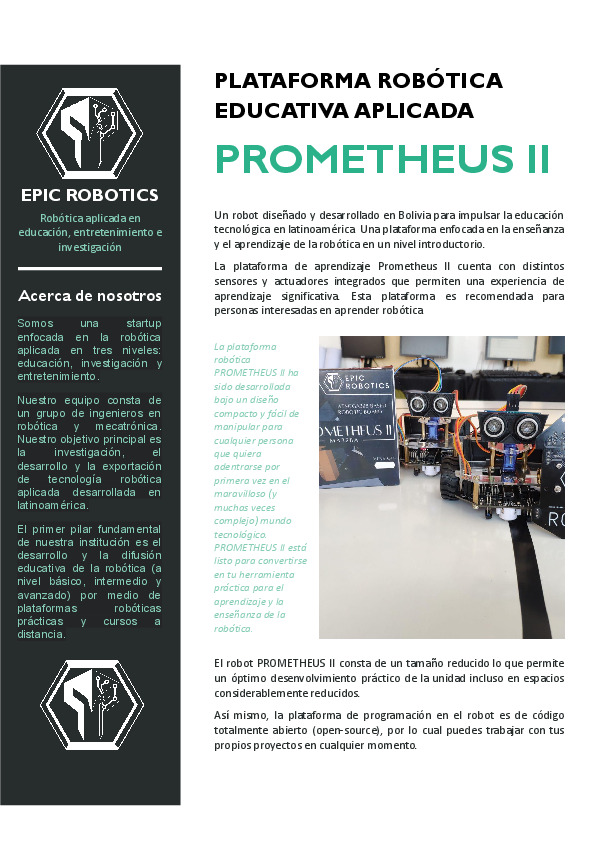 EPIC ROBOTICS
Robótica aplicada en
educación, entretenimiento e
investigación
Acerca de nosotros
Somos una startup
enfocada en la robótica
aplicada en tres niveles:
educación, investigación y
entretenimiento.
Nuestro equipo consta de
un grupo de ingenieros en
robótica y mecatrónica.
Nuestro objetivo principal es
la investigación, el
desarrollo y la exportación
de tecnología robótica
aplicada desarrollada en
latinoamérica.
El primer pilar fundamental
de nuestra institución es el
desarrollo y la difusión
educativa de la robótica (a
nivel básico, intermedio y
avanzado) por medio de
plataformas robóticas
prácticas y cursos a
distancia.
PLATAFORMA ROBÓTICA
EDUCATIVA APLICADA
PROMETHEUS II
Un robot diseñado y desarrollado en Bolivia para impulsar la educación
tecnológica en latinoamérica. Una plataforma enfocada en la enseñanza
y el aprendizaje de la robótica en un nivel introductorio.
La plataforma de aprendizaje Prometheus II cuenta con distintos
sensores y actuadores integrados que permiten una experiencia de
aprendizaje significativa. Esta plataforma es recomendada para
personas interesadas en aprender robótica
La plataforma
robótica
PROMETHEUS II ha
sido desarrollada
bajo un diseño
compacto y fácil de
manipular para
cualquier persona
que quiera
adentrarse por
primera vez en el
maravilloso (y
muchas veces
complejo) mundo
tecnológico.
PROMETHEUS II está
listo para convertirse
en tu herramienta
práctica para el
aprendizaje y la
enseñanza de la
robótica.
EPIC
ROBOTICS
OMETHEUS II
El robot PROMETHEUS II consta de un tamaño reducido lo que permite
un óptimo desenvolvimiento práctico de la unidad incluso en espacios
considerablemente reducidos.
Así mismo, la plataforma de programación en el robot es de código
totalmente abierto (open-source), por lo cual puedes trabajar con tus
propios proyectos en cualquier momento.